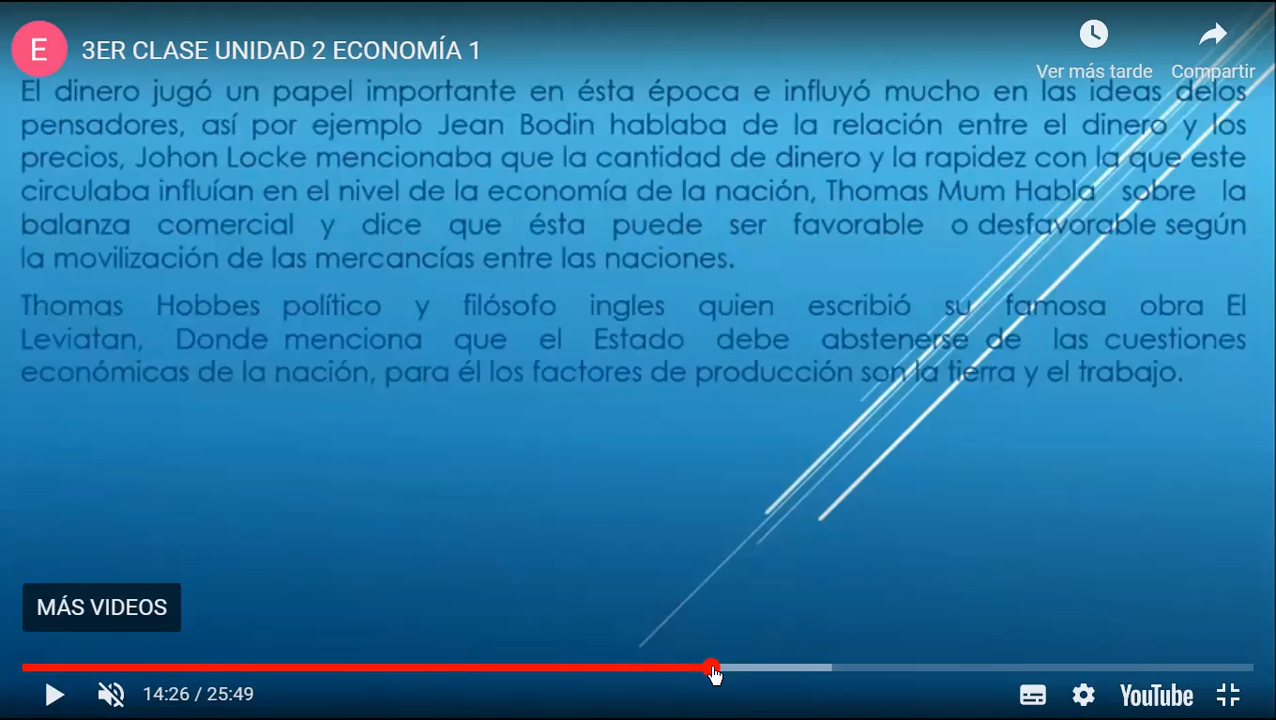 E
3ER CLASE UNIDAD 2 ECONOMÍA 1
Ver más tarde
Compartir
El dinero jugó un papel importante en ésta época e influyó mucho en las ideas delos
pensadores, así por ejemplo Jean Bodin hablaba de la relación entre el dinero y los
precios, Johon Locke mencionaba que la cantidad de dinero y la rapidez con la que este
circulaba influían en el nivel de la economía de la nación, Thomas Mum Habla sobre la
balanza comercial y dice que ésta puede ser favorable o desfavorable según
la movilización de las mercancías entre las naciones.
Thomas Hobbes político y filósofo ingles quien escribió su famosa obra El
Leviatan, Donde menciona que el Estado debe abstenerse de las cuestiones
económicas de la nación, para él los factores de producción son la tierra y el trabajo.
MÁS VIDEOS
14:26 / 25:49
YouTube